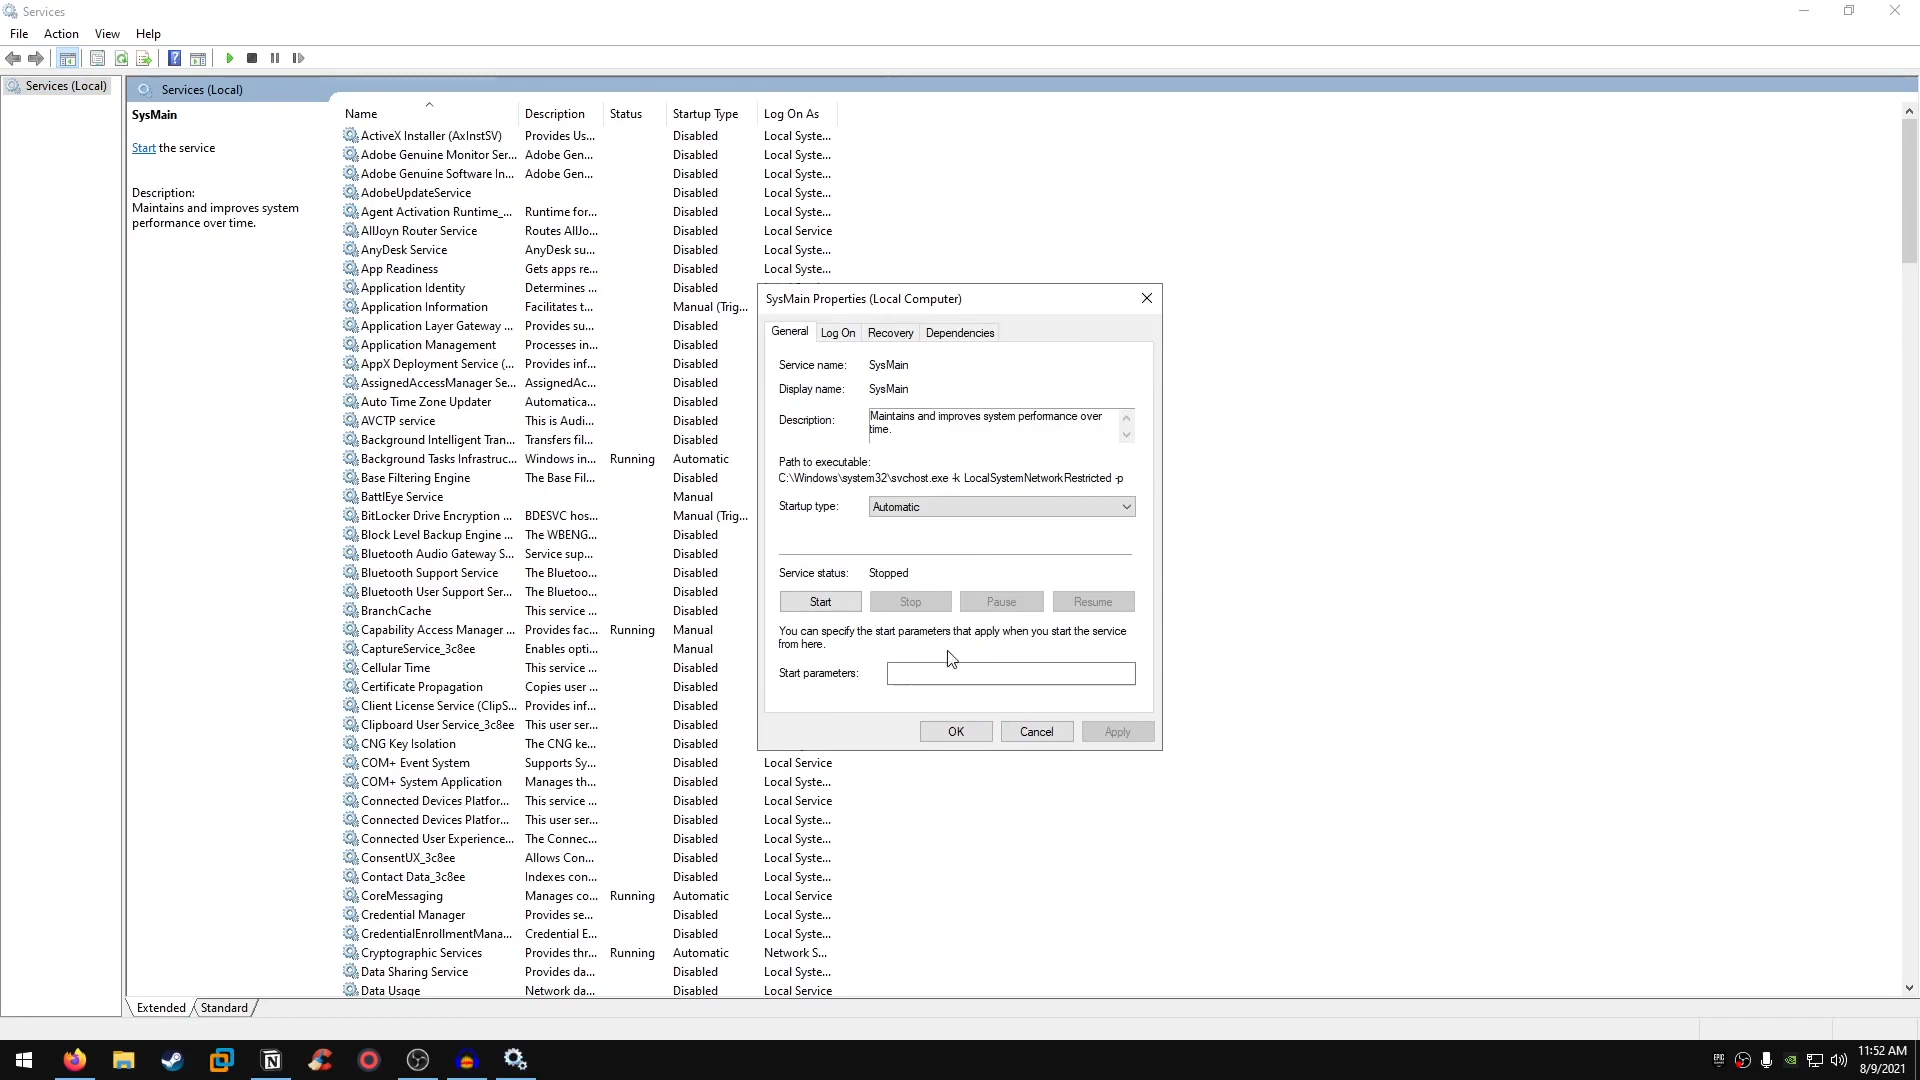 Services
File Action View Help
Services (Local)
Services (Local)
SysMain
Start the service
Description:
Maintains and improves system
performance over time.
Name Description Status Startup Type Log On As
ActiveX Installer (AxInstSV) Provides Us... Disabled Local Syste...
Adobe Genuine Monitor Ser... Adobe Gen... Disabled Local Syste...
Adobe Genuine Software In... Adobe Gen... Disabled Local Syste...
AdobeUpdateService Disabled Local Syste...
Agent Activation Runtime_... Runtime for... Disabled Local Syste...
AllJoyn Router Service Routes AllJo... Disabled Local Service
AnyDesk Service AnyDesk su... Disabled Local Syste...
App Readiness Gets apps re... Disabled Local Syste...
Application Identity Determines ... Disabled
Application Information Facilitates t... Manual (Trig...
Application Layer Gateway ... Provides su... Disabled
Application Management Processes in... Disabled
AppX Deployment Service (... Provides inf... Disabled
AssignedAccessManager Se... AssignedAc... Disabled
Auto Time Zone Updater Automatica... Disabled
AVCTP service This is Audi... Disabled
Background Intelligent Tran... Transfers fil... Disabled
Background Tasks Infrastruc... Windows in... Running Automatic
Base Filtering Engine The Base Fil... Disabled
BattlEye Service Manual
BitLocker Drive Encryption ... BDESVC hos... Manual (Trig...
Block Level Backup Engine ... The WBENG... Disabled
Bluetooth Audio Gateway S... Service sup... Disabled
Bluetooth Support Service The Bluetoo... Disabled
Bluetooth User Support Ser... The Bluetoo... Disabled
BranchCache This service ... Disabled
Capability Access Manager ... Provides fac... Running Manual
CaptureService_3c8ee Enables opti... Manual
Cellular Time This service ... Disabled
Certificate Propagation Copies user ... Disabled
Client License Service (ClipS... Provides inf... Disabled
Clipboard User Service_3c8ee This user ser... Disabled
CNG Key Isolation The CNG ke... Disabled
COM+ Event System Supports Sy... Disabled Local Service
COM+ System Application Manages th... Disabled Local Syste...
Connected Devices Platfor... This service ... Disabled Local Service
Connected Devices Platfor... This user ser... Disabled Local Syste...
Connected User Experience... The Connec... Disabled Local Syste...
ConsentUX_3c8ee Allows Con... Disabled Local Syste...
Contact Data_3c8ee Indexes con... Disabled Local Syste...
CoreMessaging Manages co... Running Automatic Local Service
Credential Manager Provides se... Disabled Local Syste...
CredentialEnrollmentMana... Credential E... Disabled Local Syste...
Cryptographic Services Provides thr... Running Automatic Network S...
Data Sharing Service Provides da... Disabled Local Syste...
Data Usage Network da... Disabled Local Service
SysMain Properties (Local Computer)
General Log On Recovery Dependencies
Service name: SysMain
Display name: SysMain
Description: Maintains and improves system performance over
time.
Path to executable:
C:\Windows\system32\svchost.exe -k LocalSystemNetworkRestricted -p
Startup type: Automatic
Service status: Stopped
Start Stop Pause Resume
You can specify the start parameters that apply when you start the service
from here.
Start parameters:
OK Cancel Apply
Extended Standard
EPIC
11:52 AM
8/9/2021